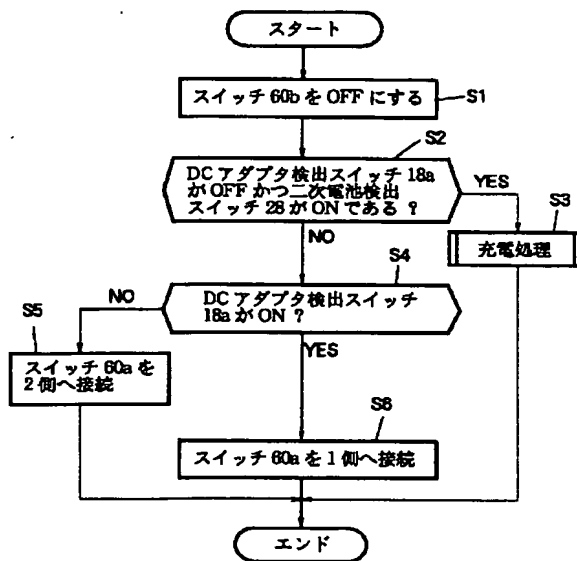 スタート
スイッチ 60b を OFF にする
S1
S2
DC アダプタ検出スイッチ 18a
が OFF かつ二次電池検出
スイッチ 28 が ON である ?
YES
S3
充電処理
NO
S4
DC アダプタ検出スイッチ
18a が ON ?
NO
S5
スイッチ 60a を
2 側へ接続
YES
S6
スイッチ 60a を 1 側へ接続
エンド